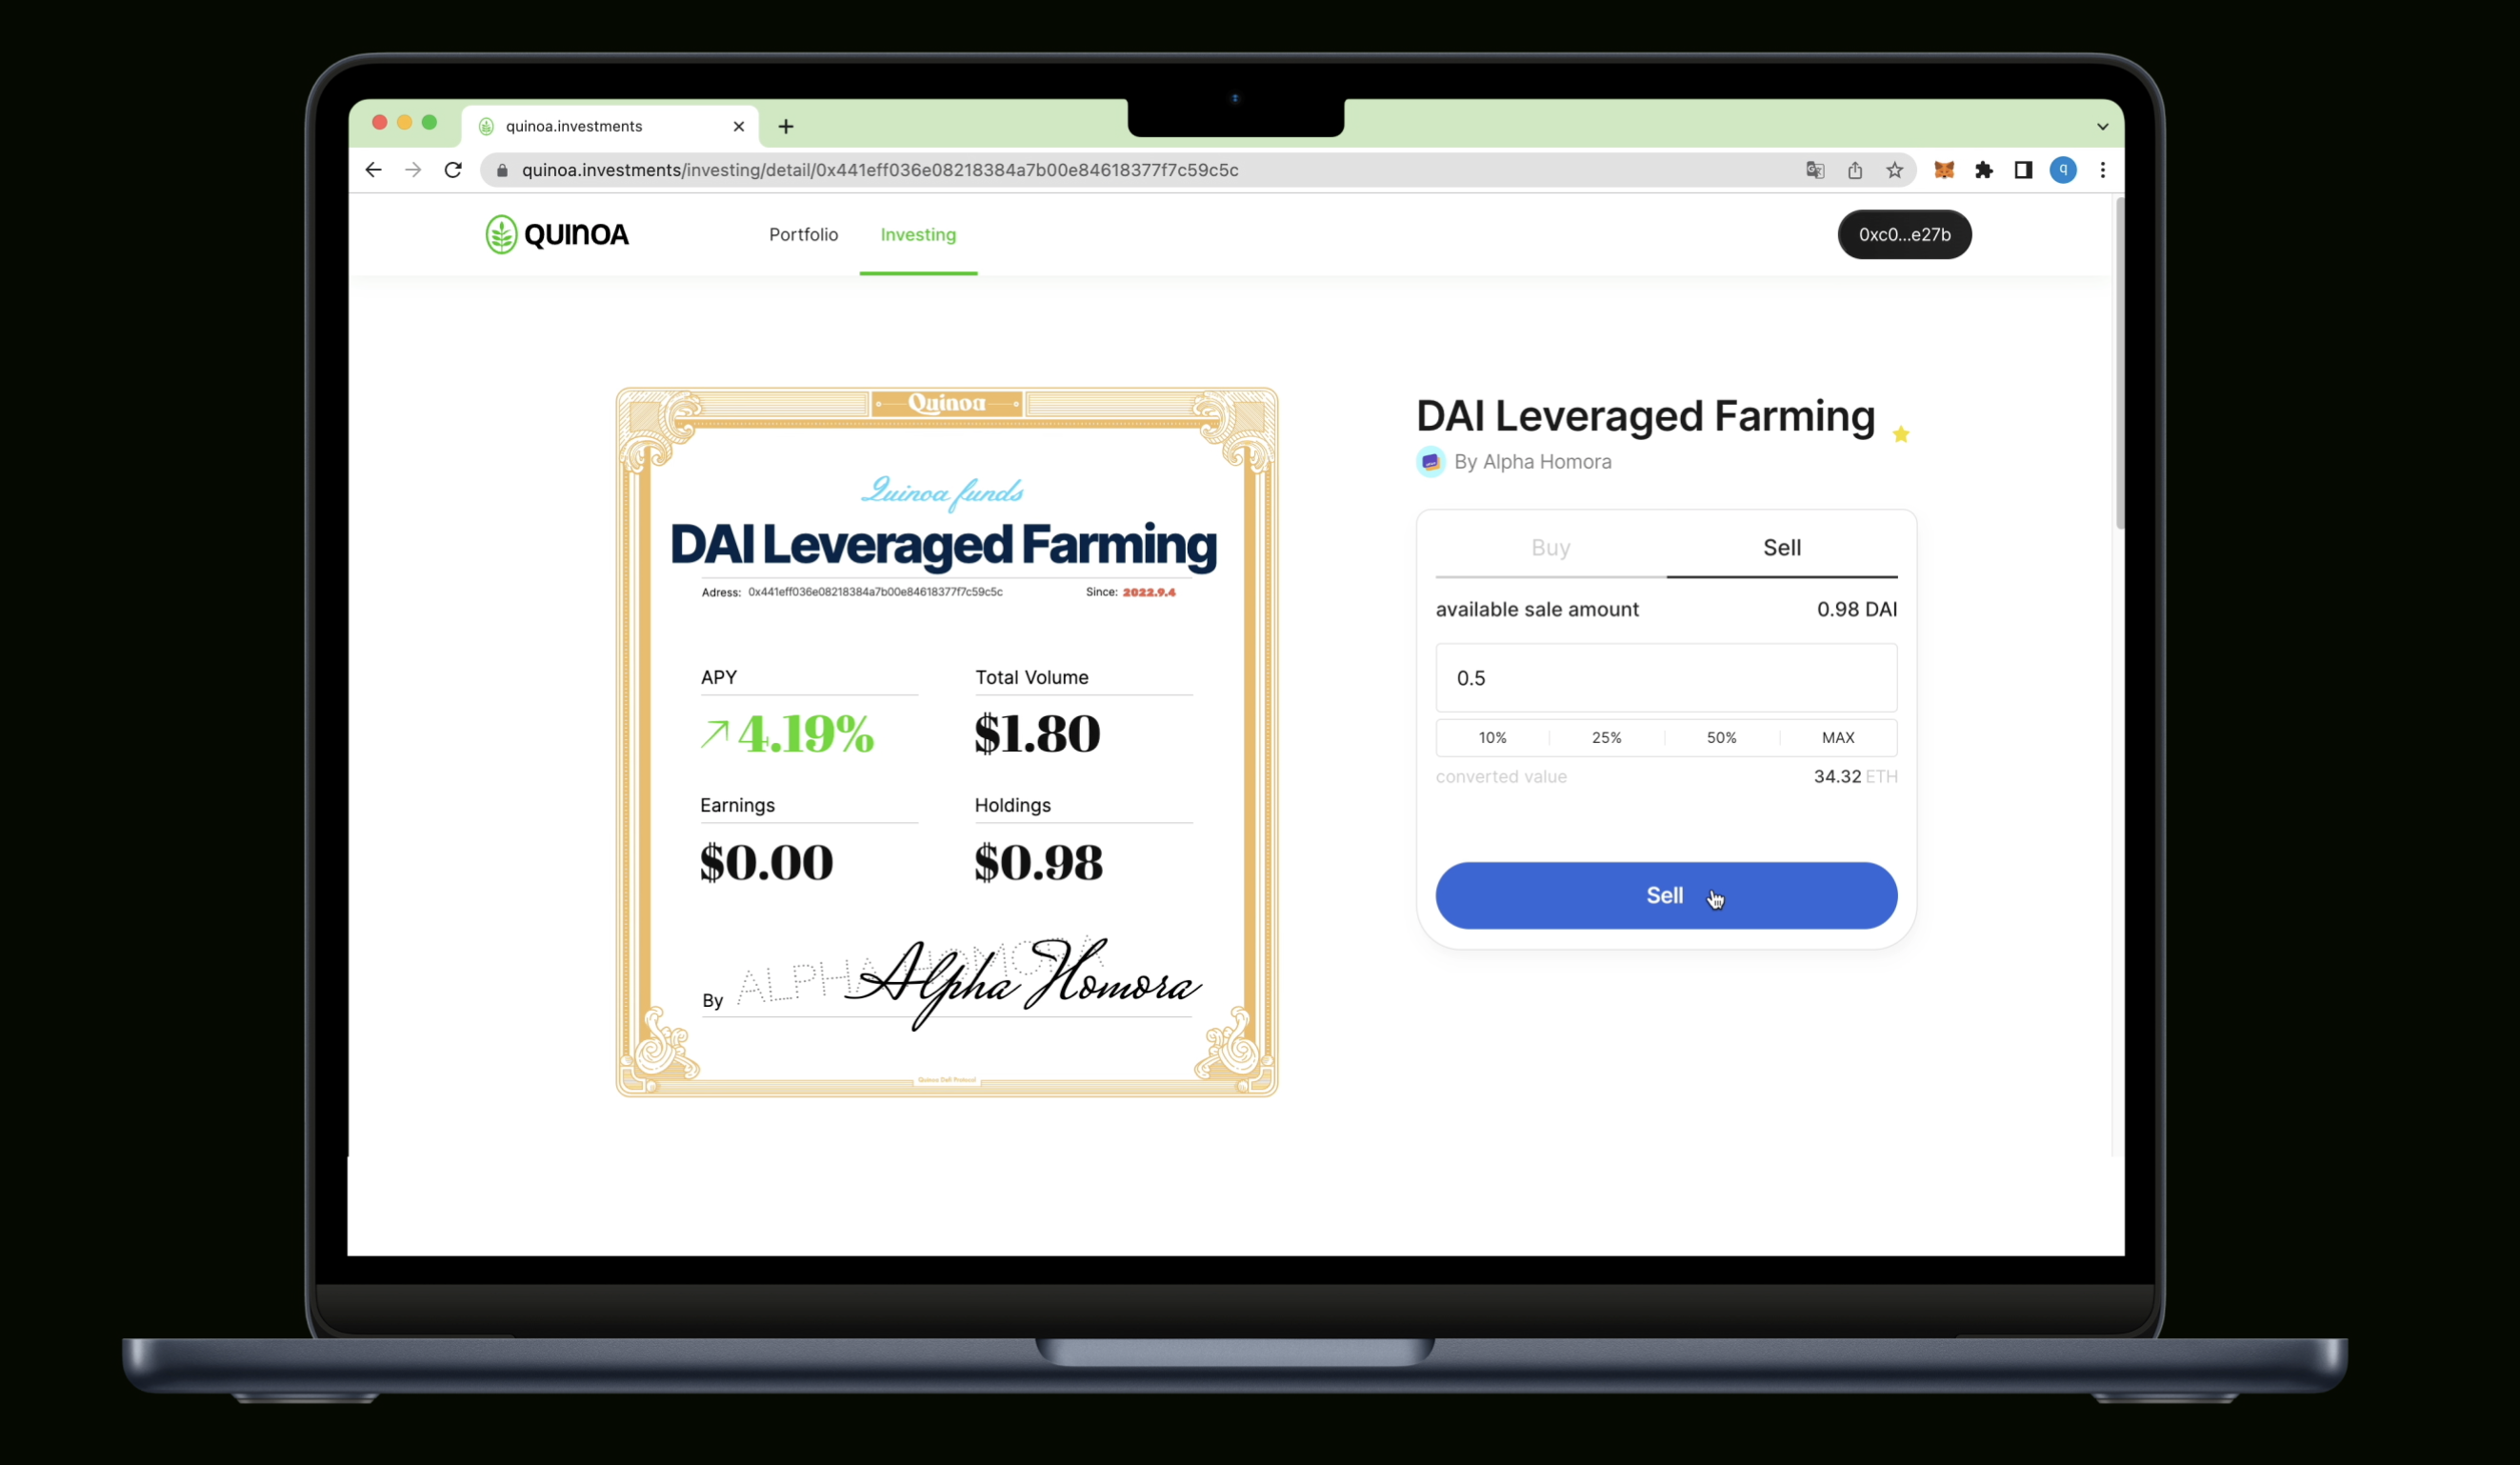 quinoa.investments
quinoa.investments/investing/detail/0x441eff036e08218384a7b00e84618377f7c59c5c
q
QUINOA
Portfolio
Investing
0xc0...e27b
Quinoa
Quinoa funds
DAI Leveraged Farming
Adress: 0x441eff036e08218384a7b00e84618377f7c59c5c
Since: 2022.9.4
APY
Total Volume
4.19%
$1.80
Earnings
Holdings
$0.00
$0.98
By ALPHA HOMORA
Alpha Homora
Quinoa Defi Protocol
DAI Leveraged Farming
By Alpha Homora
Buy
Sell
available sale amount
0.98 DAI
0.5
10%
25%
50%
MAX
converted value
34.32 ETH
Sell